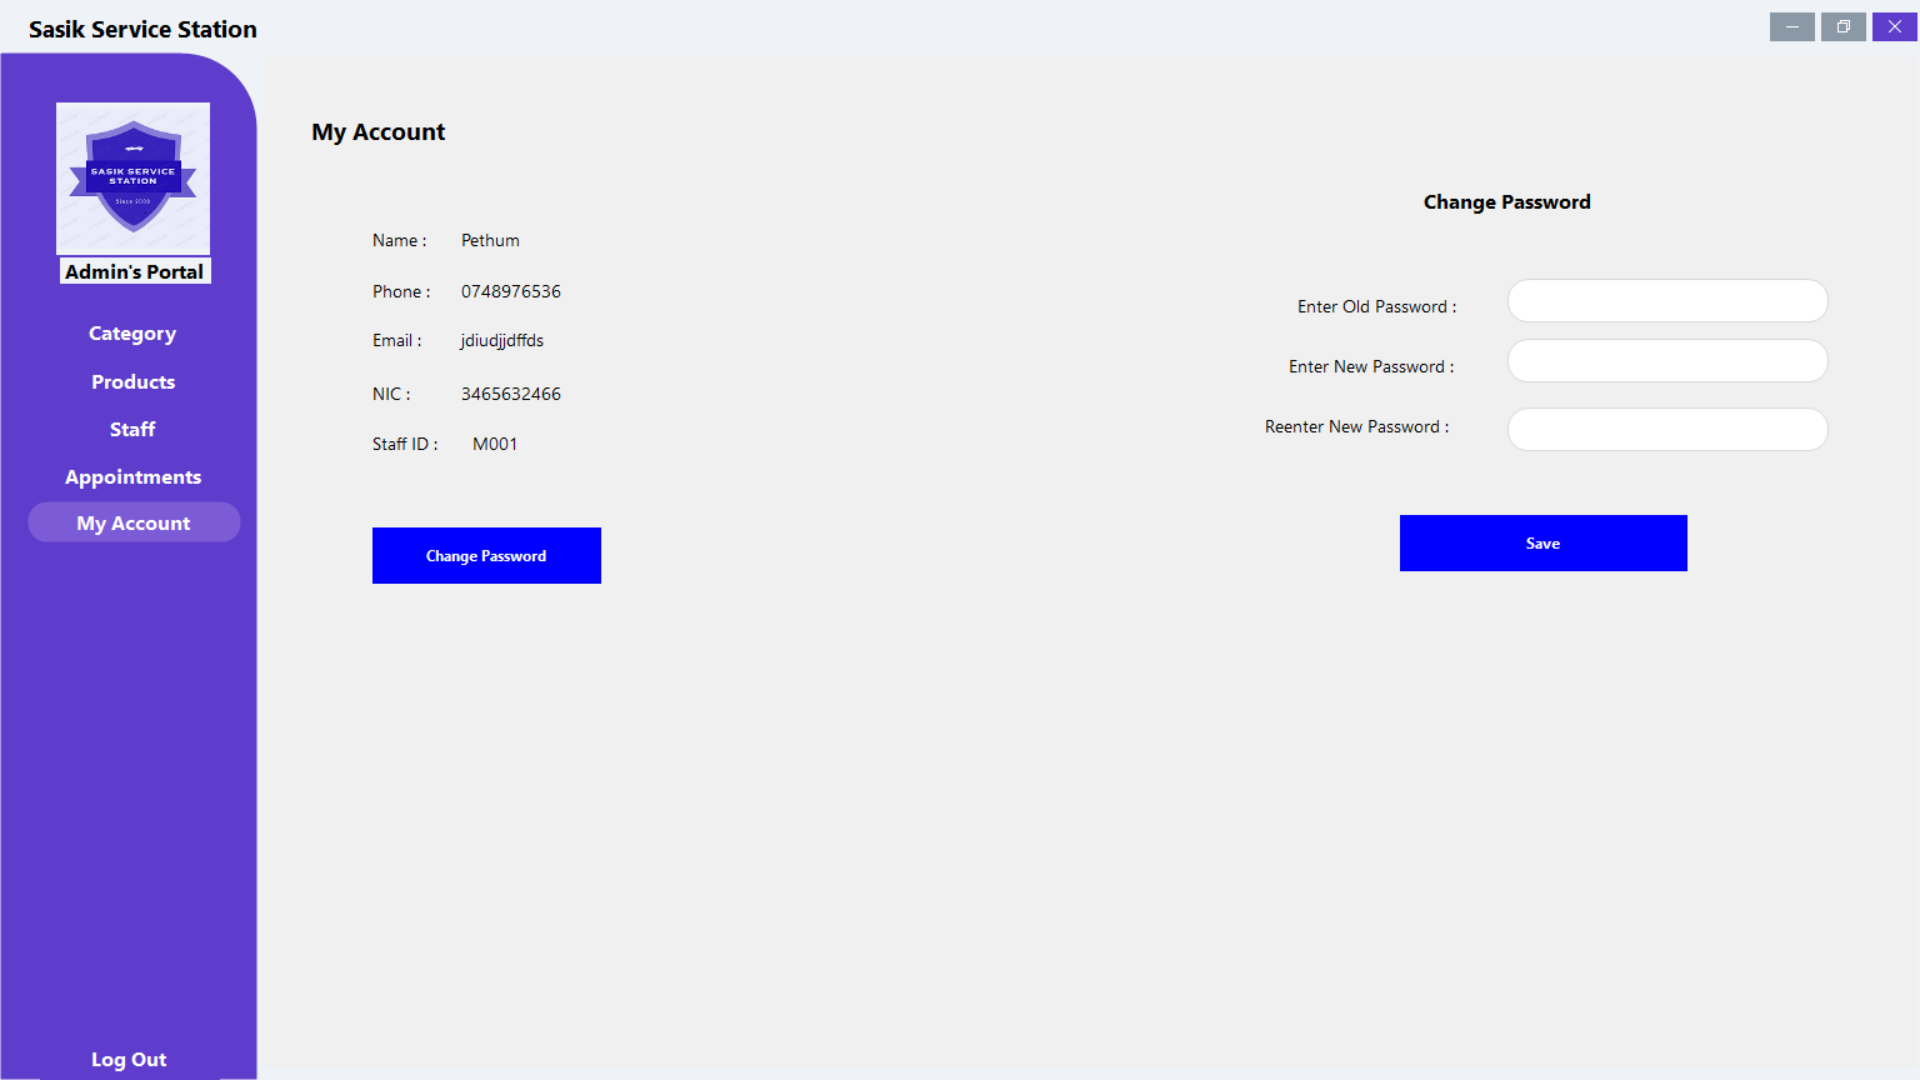 Sasik Service Station
SASIK SERVICE
STATION
Since 2000
Admin's Portal
Category
Products
Staff
Appointments
My Account
Log Out
My Account
Name : Pethum
Phone : 0748976536
Email : jdiudjjdffds
NIC : 3465632466
Staff ID : M001
Change Password
Change Password
Enter Old Password :
Enter New Password :
Reenter New Password :
Save